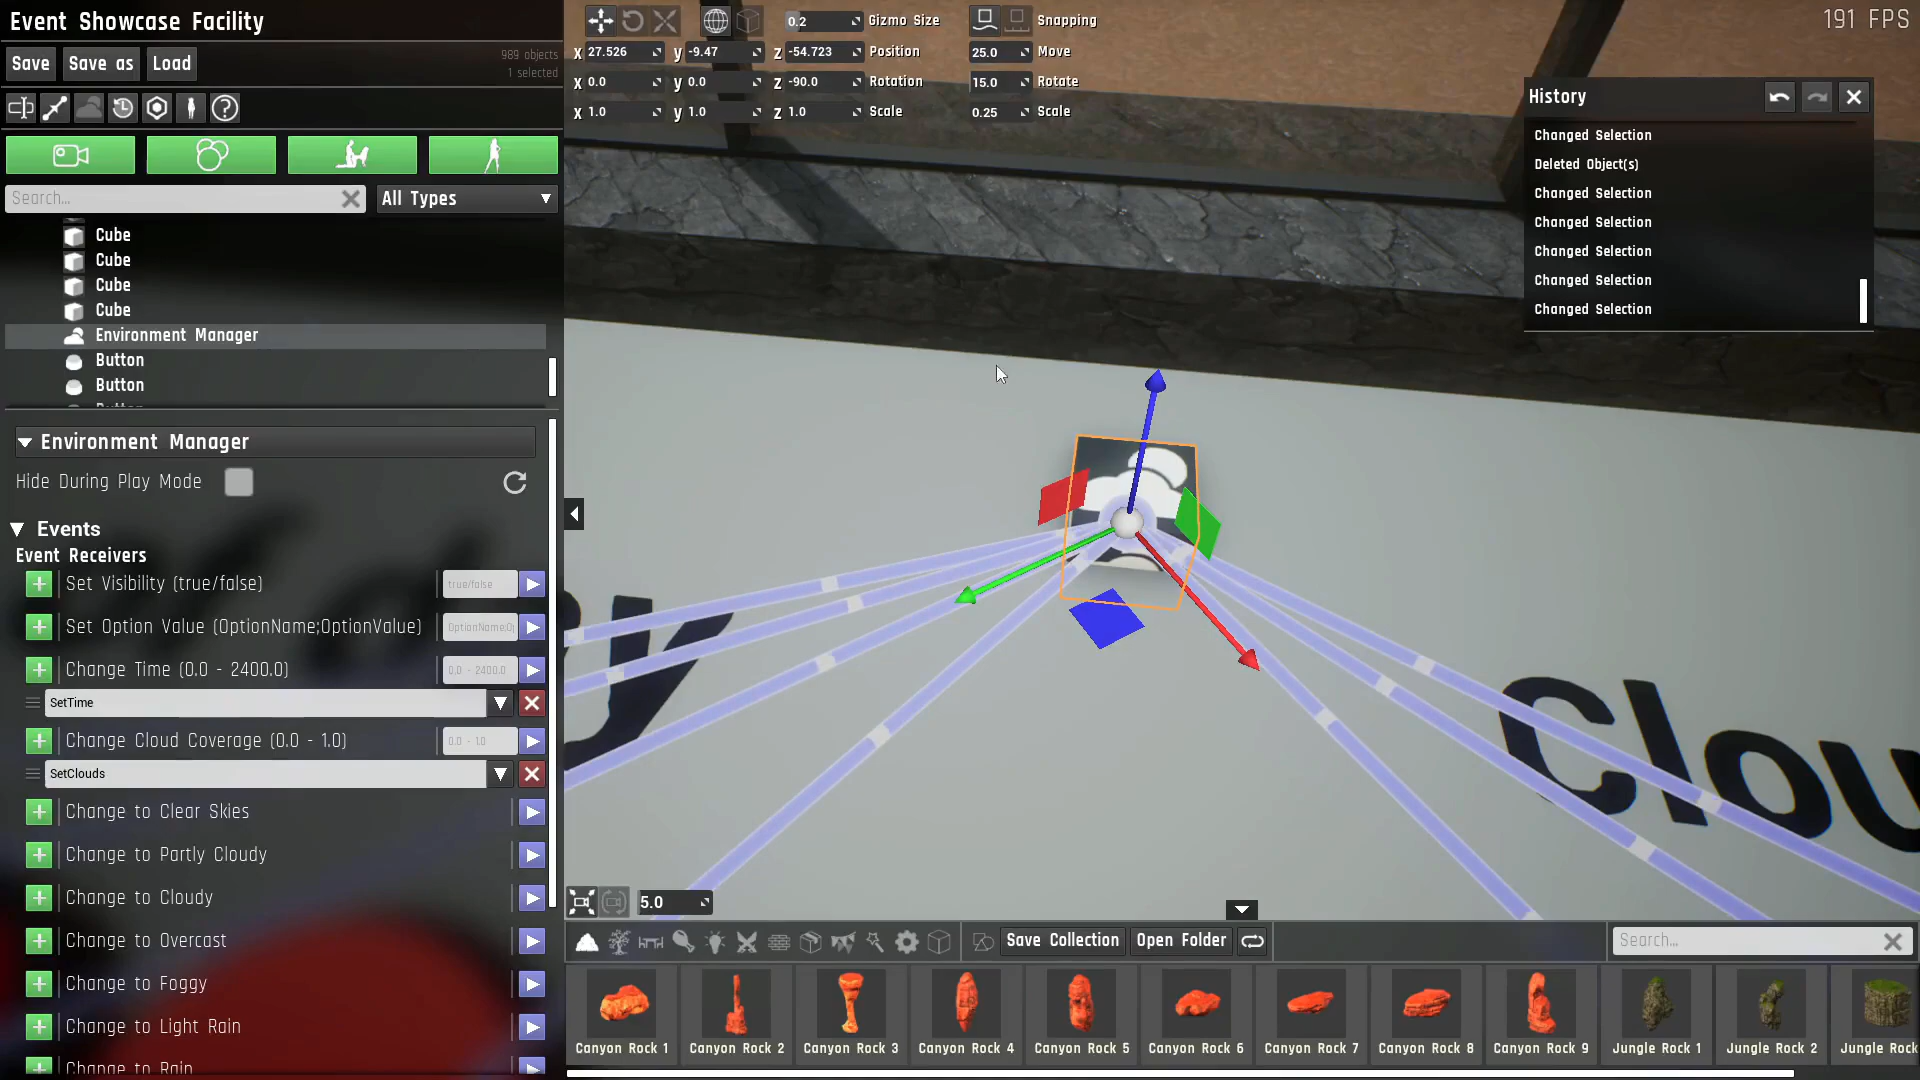 Event Showcase Facility
Save
Save as
Load
989 objects
1 selected
Search...
All Types
Cube
Cube
Cube
Cube
Environment Manager
Button
Button
Environment Manager
Hide During Play Mode
Events
Event Receivers
Set Visibility (true/false)
true/false
Set Option Value (OptionName;OptionValue)
Change Time (0.0 - 2400.0)
0.0 - 2400.0
SetTime
Change Cloud Coverage (0.0 - 1.0)
0.0 - 1.0
SetClouds
Change to Clear Skies
Change to Partly Cloudy
Change to Cloudy
Change to Overcast
Change to Foggy
Change to Light Rain
Change to Rain
0.2 Gizmo Size
Snapping
x 27.526 y -9.47 z -54.723 Position
25.0 Move
x 0.0 y 0.0 z -90.0 Rotation
15.0 Rotate
x 1.0 y 1.0 z 1.0 Scale
0.25 Scale
191 FPS
History
Changed Selection
Deleted Object(s)
Changed Selection
Changed Selection
Changed Selection
Changed Selection
Changed Selection
y
Clou
5.0
Save Collection
Open Folder
Search...
Canyon Rock 1
Canyon Rock 2
Canyon Rock 3
Canyon Rock 4
Canyon Rock 5
Canyon Rock 6
Canyon Rock 7
Canyon Rock 8
Canyon Rock 9
Jungle Rock 1
Jungle Rock 2
Jungle Rock